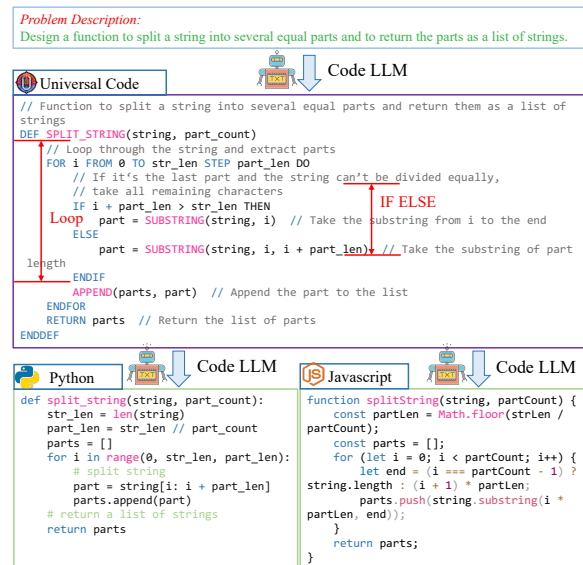 Problem Description:
Design a function to split a string into several equal parts and to return the parts as a list of strings.
TXT
Code LLM
Universal Code
// Function to split a string into several equal parts and return them as a list of
strings
DEF SPLIT_STRING(string, part_count)
// Loop through the string and extract parts
FOR i FROM 0 TO str_len STEP part_len DO
// If it's the last part and the string can't be divided equally,
// take all remaining characters
IF i + part_len > str_len THEN
IF ELSE
Loop
part = SUBSTRING(string, i) // Take the substring from i to the end
ELSE
part = SUBSTRING(string, i, i + part_len) // Take the substring of part
length
ENDIF
APPEND(parts, part) // Append the part to the list
ENDFOR
RETURN parts // Return the list of parts
ENDDEF
Python
TXT
Code LLM
def split_string(string, part_count):
str_len = len(string)
part_len = str_len // part_count
parts = []
for i in range(0, str_len, part_len):
# split string
part = string[i: i + part_len]
parts.append(part)
# return a list of strings
return parts
JS Javascript
TXT
Code LLM
function splitString(string, partCount) {
const partLen = Math.floor(strLen /
partCount);
const parts = [];
for (let i = 0; i < partCount; i++) {
let end = (i === partCount - 1) ?
string.length : (i + 1) * partLen;
parts.push(string.substring(i *
partLen, end));
}
return parts;
}